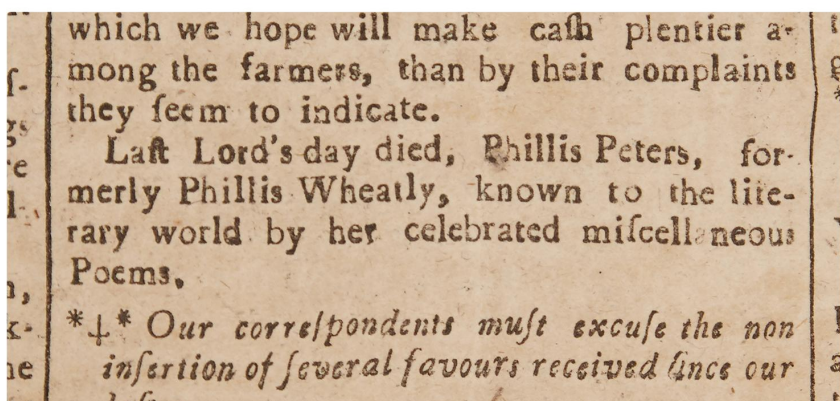 which we hope will make caſh plentier a-
mong the farmers, than by their complaints
they ſeem to indicate.
Laſt Lord's day died, Phillis Peters, for-
merly Phillis Wheatly, known to the lite-
rary world by her celebrated miſcellaneous
Poems.
*‡* Our correſpondents muſt excuſe the non
inſertion of ſeveral favours received ſince our